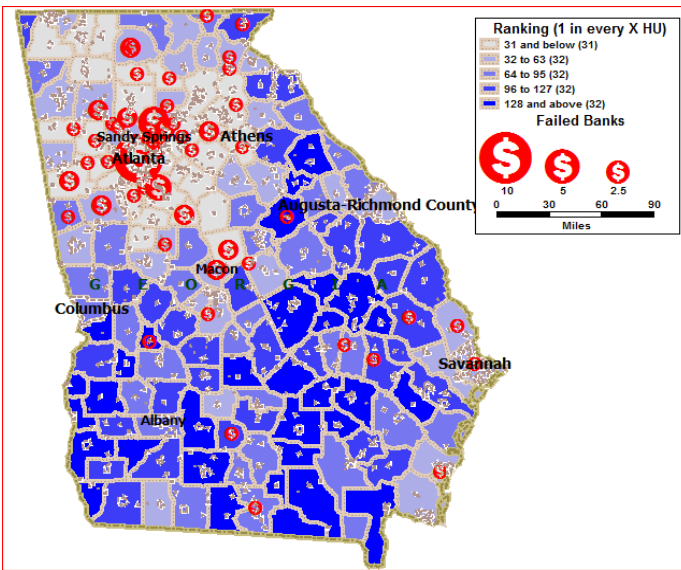 Ranking (1 in every X HU)
31 and below (31)
32 to 63 (32)
64 to 95 (32)
96 to 127 (32)
128 and above (32)
Failed Banks
$ $ $
10 5 2.5
0 30 60 90
Miles
Sandy Springs
Athens
Atlanta
Augusta-Richmond County
Macon
G E O R G I A
Columbus
Savannah
Albany